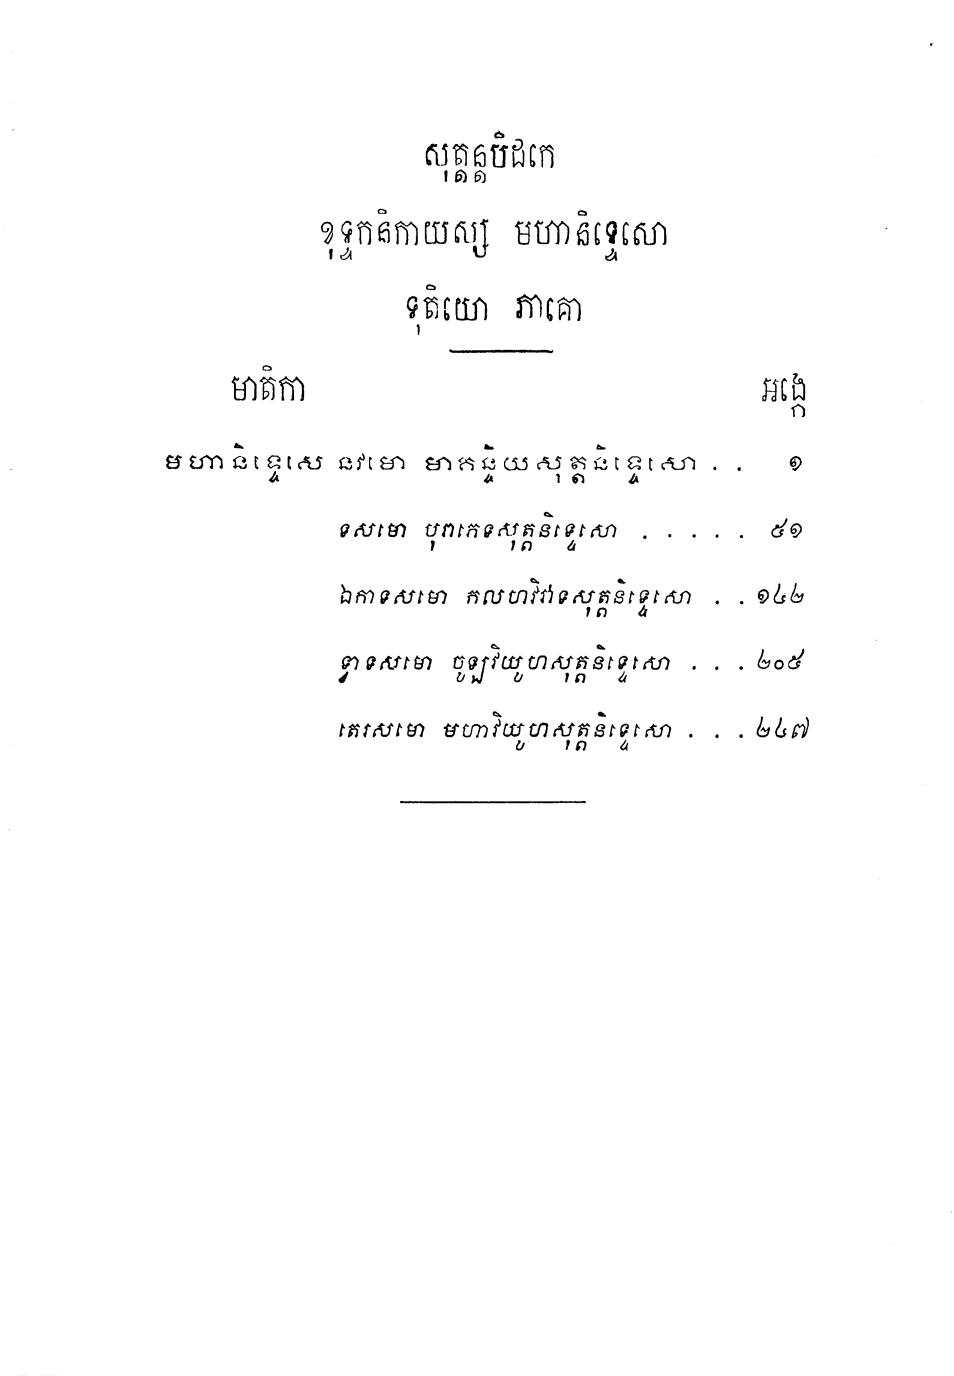 សុត្តន្តបិដកេ
ខុទ្ទកនិកាយស្ស មហានិទ្ទេសោ
ទុតិយោ ភាគោ
មាតិកា អង្កេ
មហានិទ្ទេសេ នវមោ មាគន្ទិយសុត្តនិទ្ទេសោ . . ១
ទសមោ បុរាភេទសុត្តនិទ្ទេសោ . . . . . ៥១
ឯកាទសមោ កលហវិវាទសុត្តនិទ្ទេសោ . . ១៤២
ទ្វាទសមោ ចូឡវិយូហសុត្តនិទ្ទេសោ . . . ២០៥
តេរសមោ មហាវិយូហសុត្តនិទ្ទេសោ . . . ២៤៧